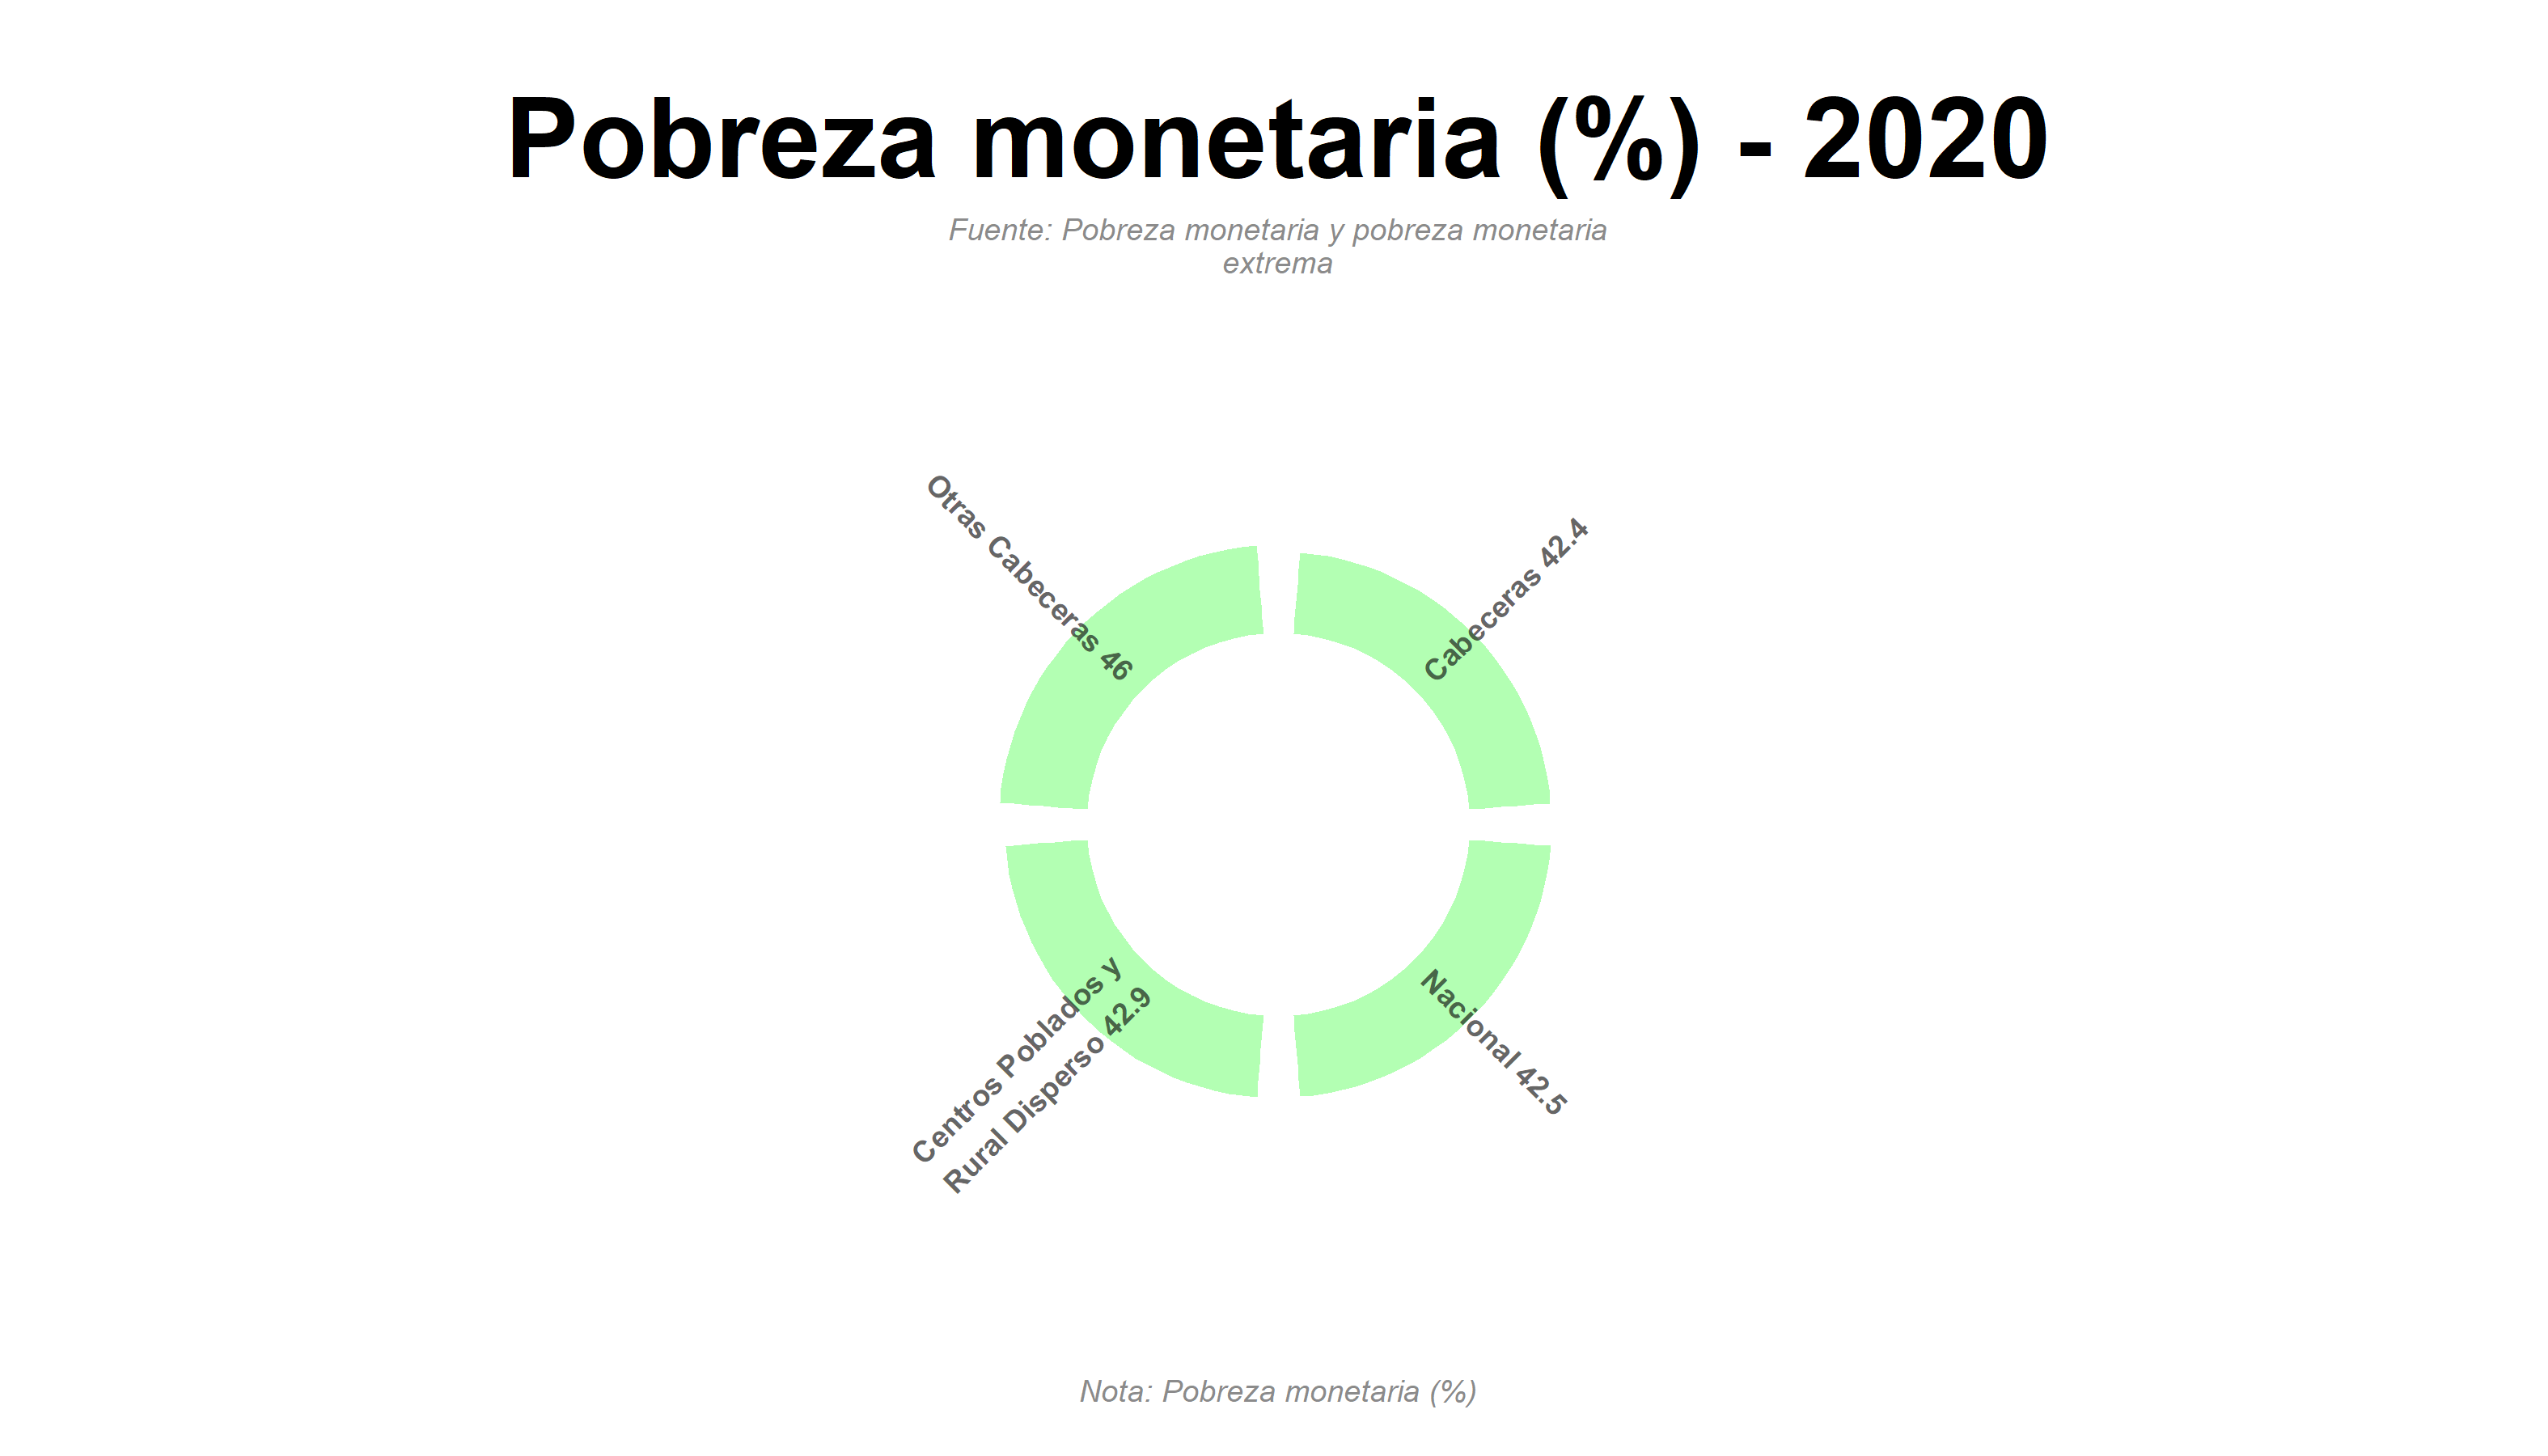 Pobreza monetaria (%) - 2020
Fuente: Pobreza monetaria y pobreza monetaria
extrema
Otras Cabeceras 46
Cabeceras 42.4
Centros Poblados y
Rural Disperso 42.9
Nacional 42.5
Nota: Pobreza monetaria (%)